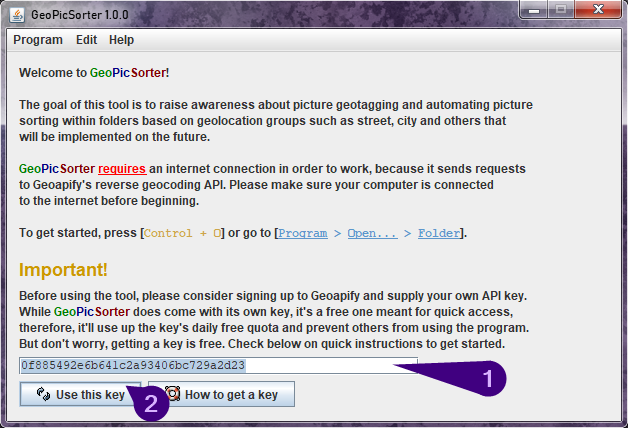 GeoPicSorter 1.0.0
Program Edit Help
Welcome to GeoPicSorter!
The goal of this tool is to raise awareness about picture geotagging and automating picture
sorting within folders based on geolocation groups such as street, city and others that
will be implemented on the future.
GeoPicSorter requires an internet connection in order to work, because it sends requests
to Geoapify's reverse geocoding API. Please make sure your computer is connected
to the internet before beginning.
To get started, press [Control + O] or go to [Program > Open... > Folder].
Important!
Before using the tool, please consider signing up to Geoapify and supply your own API key.
While GeoPicSorter does come with its own key, it's a free one meant for quick access,
therefore, it'll use up the key's daily free quota and prevent others from using the program.
But don't worry, getting a key is free. Check below on quick instructions to get started.
0f885492e6b641c2a93406bc729a2d23
1
Use this key 2 How to get a key